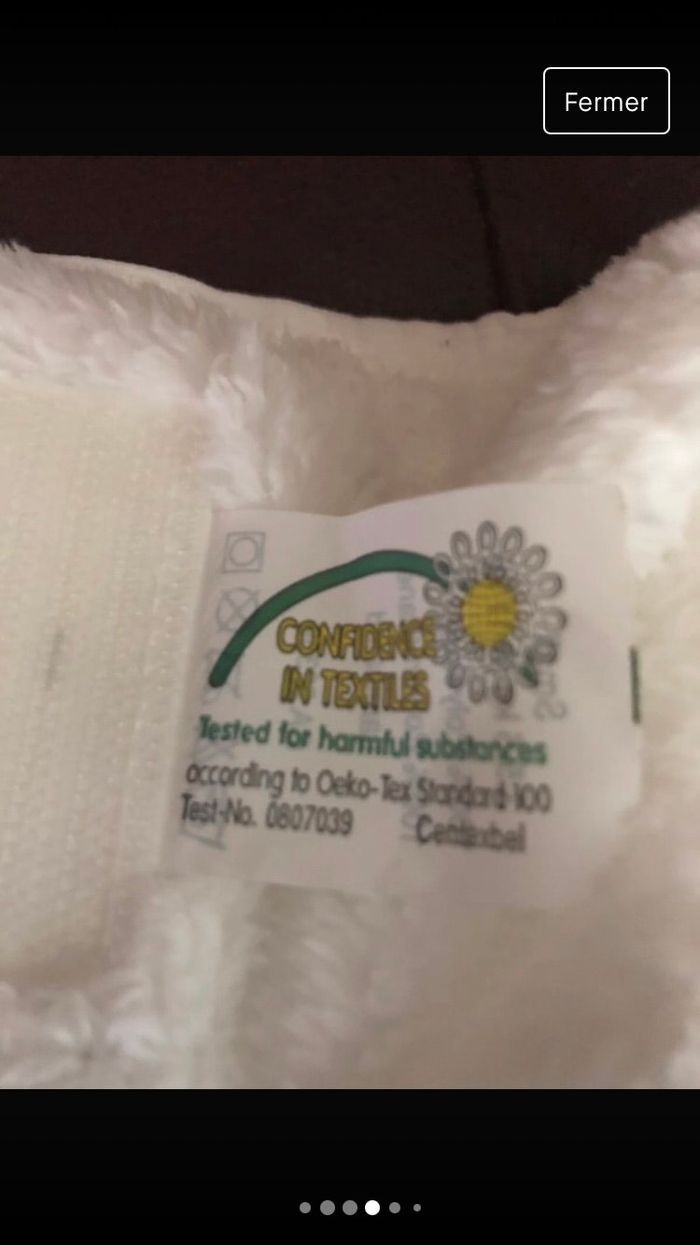 Fermer
CONFIDENCE
IN TEXTILES
Tested for harmful substances
according to Oeko-Tex Standard 100
Test-No. 0807039 Centexbel